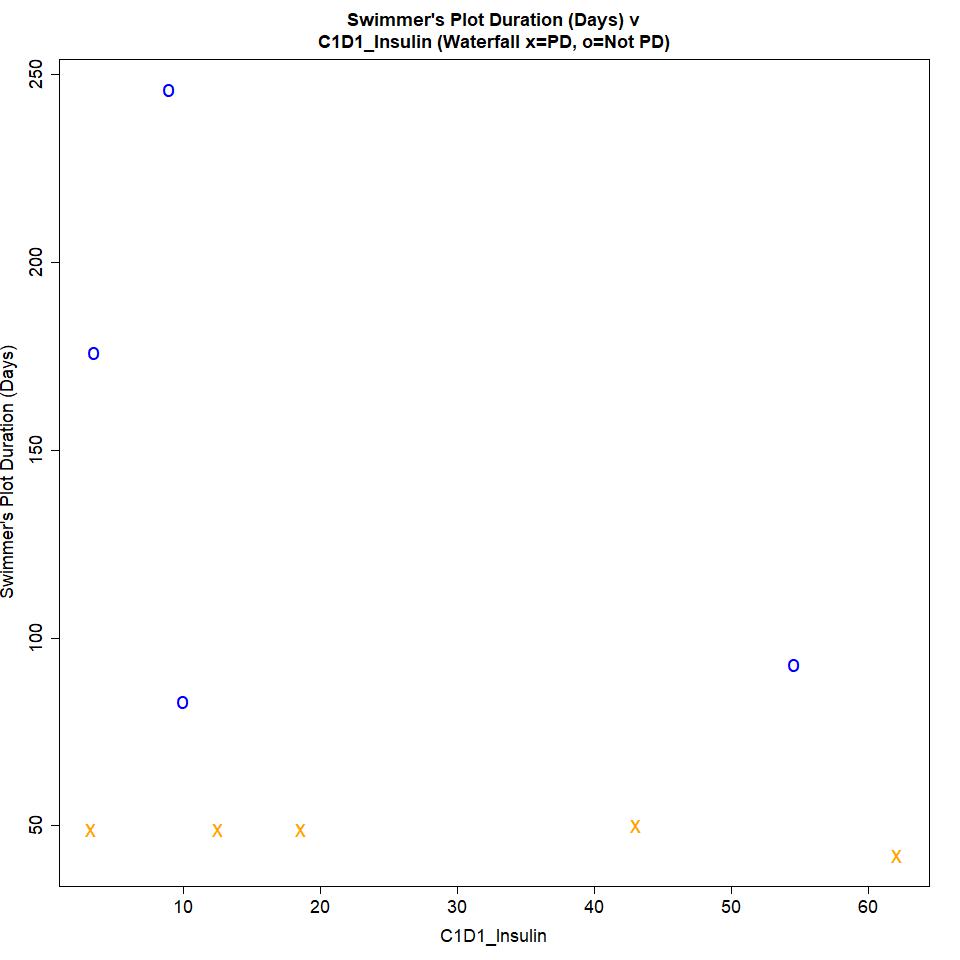 Swimmer's Plot Duration (Days) v
C1D1_Insulin (Waterfall x=PD, o=Not PD)
Swimmer's Plot Duration (Days)
250
200
150
100
50
o
o
o
o
x
x
x
x
x
10 20 30 40 50 60
C1D1_Insulin